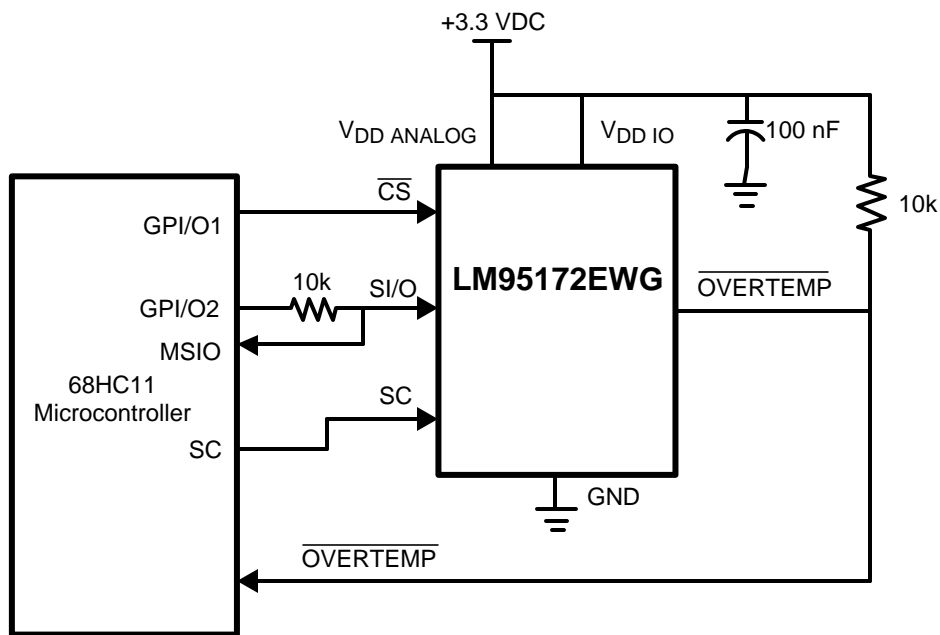 +3.3 VDC
VDD ANALOG
VDD IO
100 nF
10k
CS
GPI/O1
LM95172EWG
10k
SI/O
OVERTEMP
GPI/O2
MSIO
68HC11
Microcontroller
SC
SC
GND
OVERTEMP